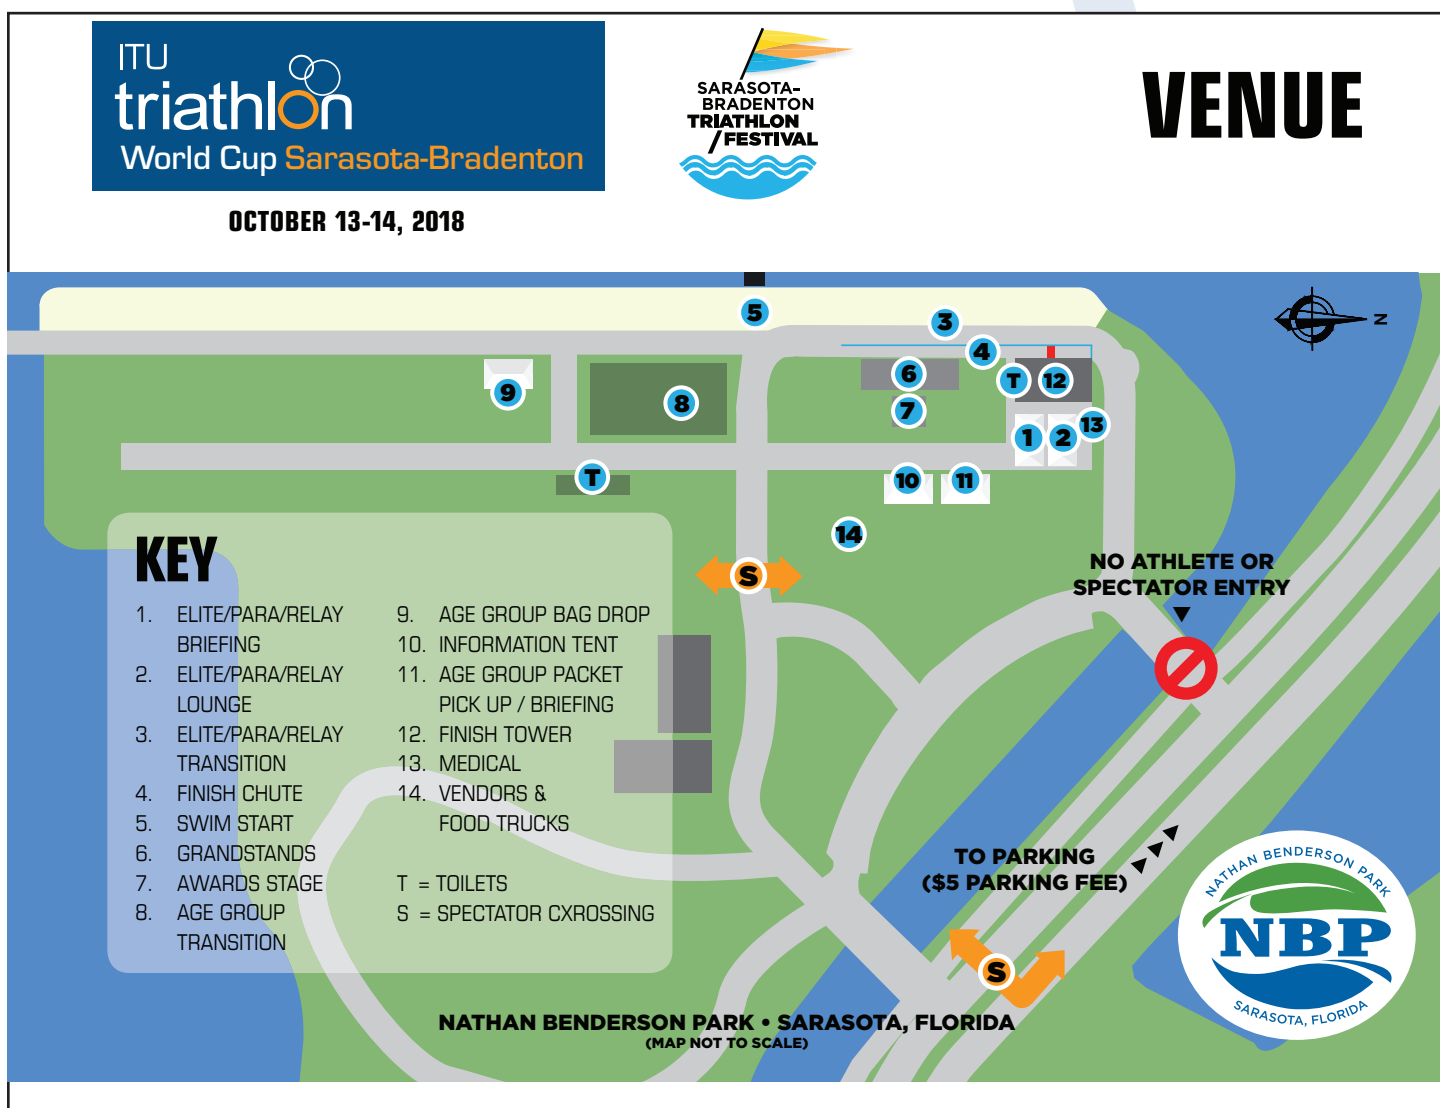 ITU
triathlon
World Cup Sarasota-Bradenton
OCTOBER 13-14, 2018
SARASOTA-
BRADENTON
TRIATHLON
/FESTIVAL
VENUE
N
5
3
4
6
T
12
9
8
7
13
1
2
T
10
11
14
S
NO ATHLETE OR
SPECTATOR ENTRY
KEY
1. ELITE/PARA/RELAY
BRIEFING
2. ELITE/PARA/RELAY
LOUNGE
3. ELITE/PARA/RELAY
TRANSITION
4. FINISH CHUTE
5. SWIM START
6. GRANDSTANDS
7. AWARDS STAGE
8. AGE GROUP
TRANSITION
9. AGE GROUP BAG DROP
10. INFORMATION TENT
11. AGE GROUP PACKET
PICK UP / BRIEFING
12. FINISH TOWER
13. MEDICAL
14. VENDORS &
FOOD TRUCKS
T = TOILETS
S = SPECTATOR CXROSSING
TO PARKING
($5 PARKING FEE)
S
NATHAN BENDERSON PARK
NBP
SARASOTA, FLORIDA
NATHAN BENDERSON PARK • SARASOTA, FLORIDA
(MAP NOT TO SCALE)